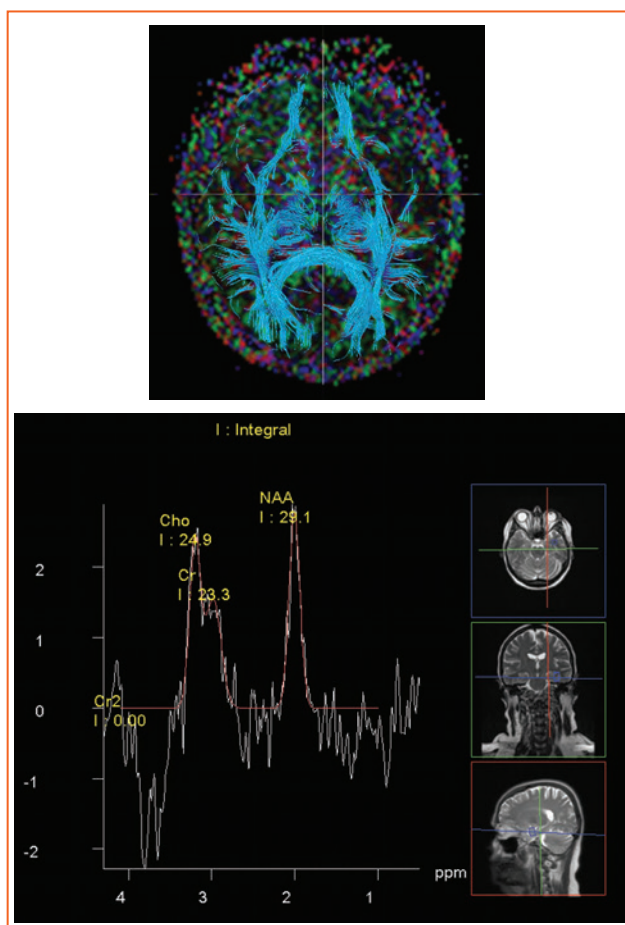 I : Integral
NAA
I : 29.1
Cho
I : 24.9
Cr
I : 23.3
Cr2
I : 0.00
2
1
0
-1
-2
4 3 2 1 ppm